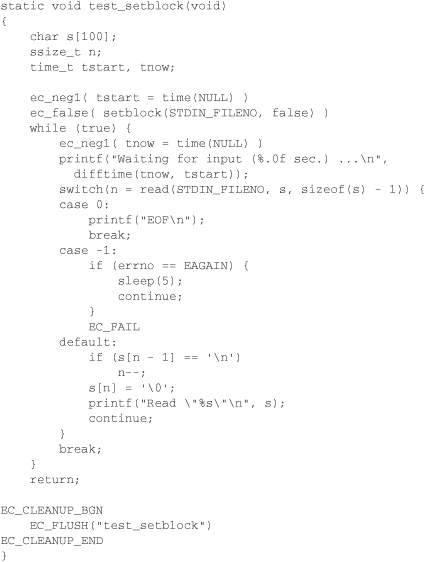 static void test_setblock(void)
{
    char s[100];
    ssize_t n;
    time_t tstart, tnow;

    ec_neg1( tstart = time(NULL) )
    ec_false( setblock(STDIN_FILENO, false) )
    while (true) {
        ec_neg1( tnow = time(NULL) )
        printf("Waiting for input (%.0f sec.) ...\n",
          difftime(tnow, tstart));
        switch(n = read(STDIN_FILENO, s, sizeof(s) - 1)) {
        case 0:
            printf("EOF\n");
            break;
        case -1:
            if (errno == EAGAIN) {
                sleep(5);
                continue;
            }
            EC_FAIL
        default:
            if (s[n - 1] == '\n')
                n--;
            s[n] = '\0';
            printf("Read \"%s\"\n", s);
            continue;
        }
        break;
    }
    return;

EC_CLEANUP_BGN
    EC_FLUSH("test_setblock")
EC_CLEANUP_END
}